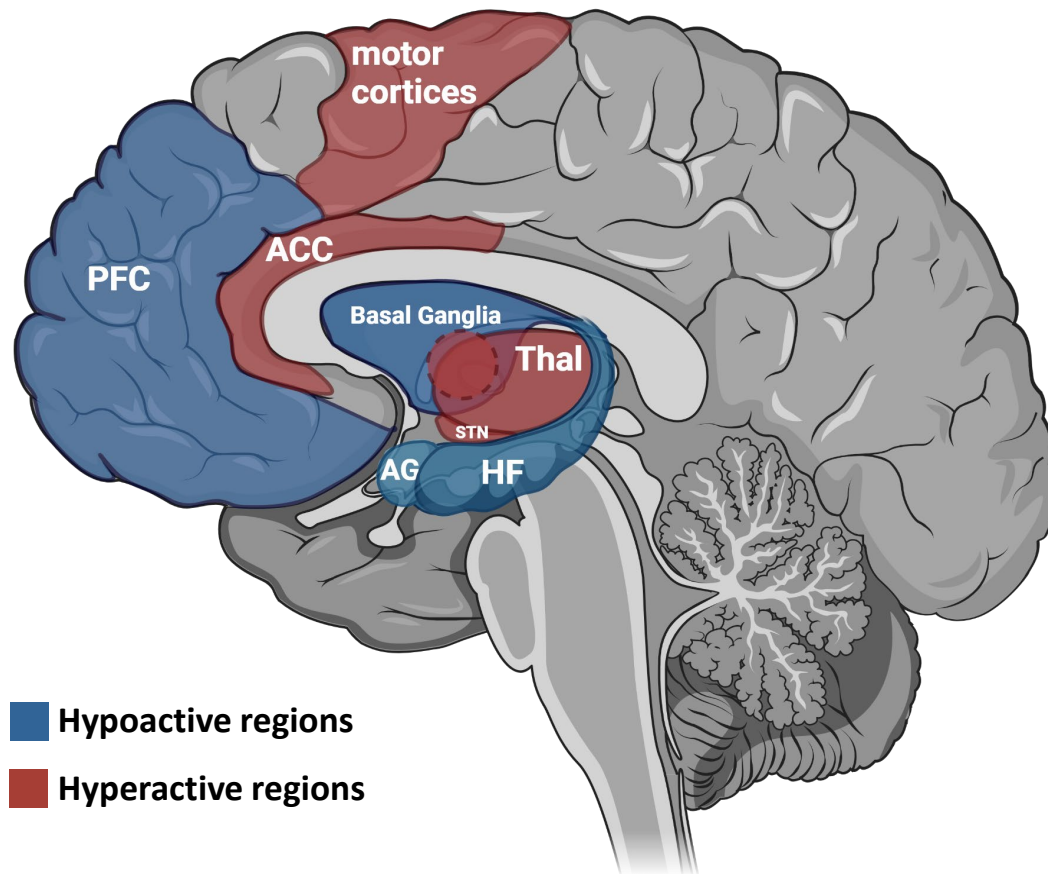 motor
cortices
ACC
PFC
Basal Ganglia
Thal
STN
AG
HF
Hypoactive regions
Hyperactive regions